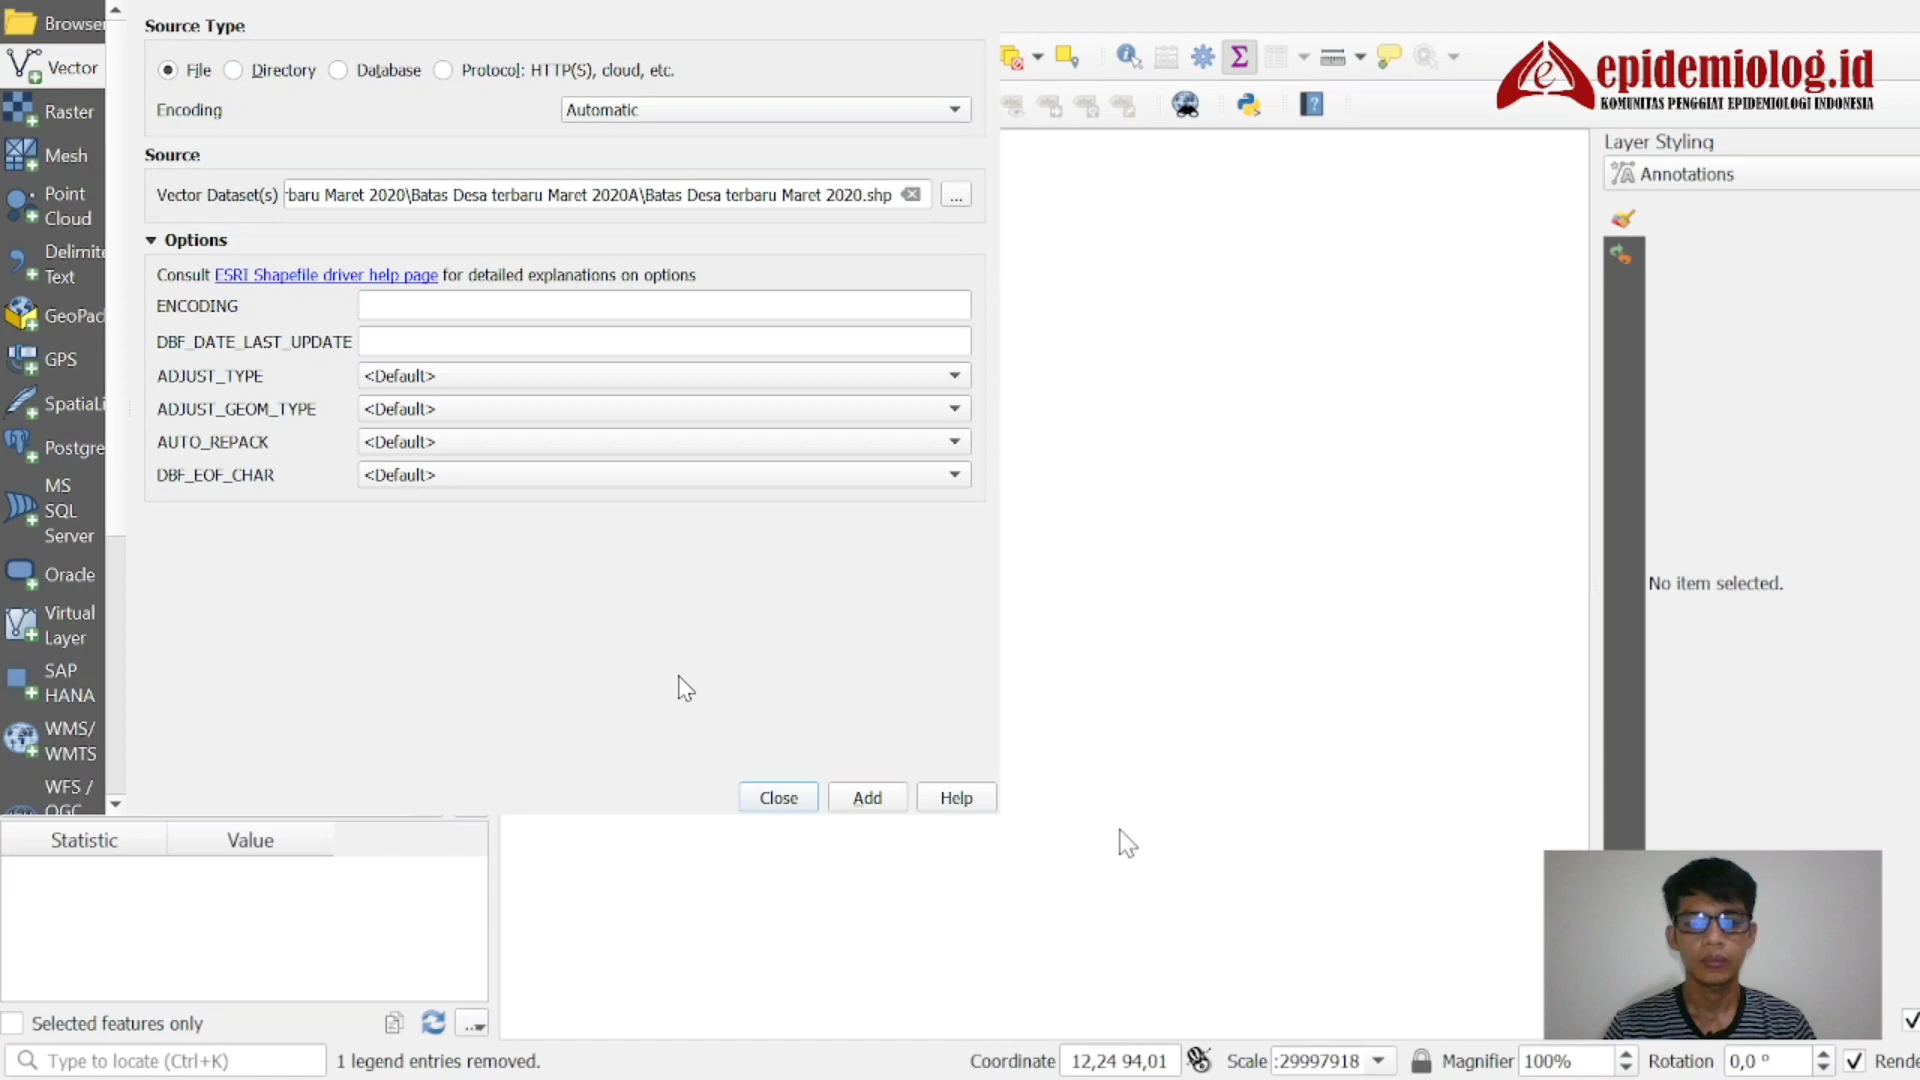 Browser
Vector
Raster
Mesh
Point
Cloud
Delimite
Text
GeoPac
GPS
SpatiaLi
Postgre
MS
SQL
Server
Oracle
Virtual
Layer
SAP
HANA
WMS/
WMTS
WFS /
OGC
Source Type
File
Directory
Database
Protocol: HTTP(S), cloud, etc.
Encoding
Automatic
Source
Vector Dataset(s)
baru Maret 2020\Batas Desa terbaru Maret 2020A\Batas Desa terbaru Maret 2020.shp
...
Options
Consult ESRI Shapefile driver help page for detailed explanations on options
ENCODING
DBF_DATE_LAST_UPDATE
ADJUST_TYPE
<Default>
ADJUST_GEOM_TYPE
<Default>
AUTO_REPACK
<Default>
DBF_EOF_CHAR
<Default>
Close
Add
Help
epidemiolog.id
KOMUNITAS PENGGIAT EPIDEMIOLOGI INDONESIA
Layer Styling
Annotations
No item selected.
Statistic
Value
Selected features only
...
Type to locate (Ctrl+K)
1 legend entries removed.
Coordinate
12,24 94,01
Scale
:29997918
Magnifier
100%
Rotation
0,0 °
Rende